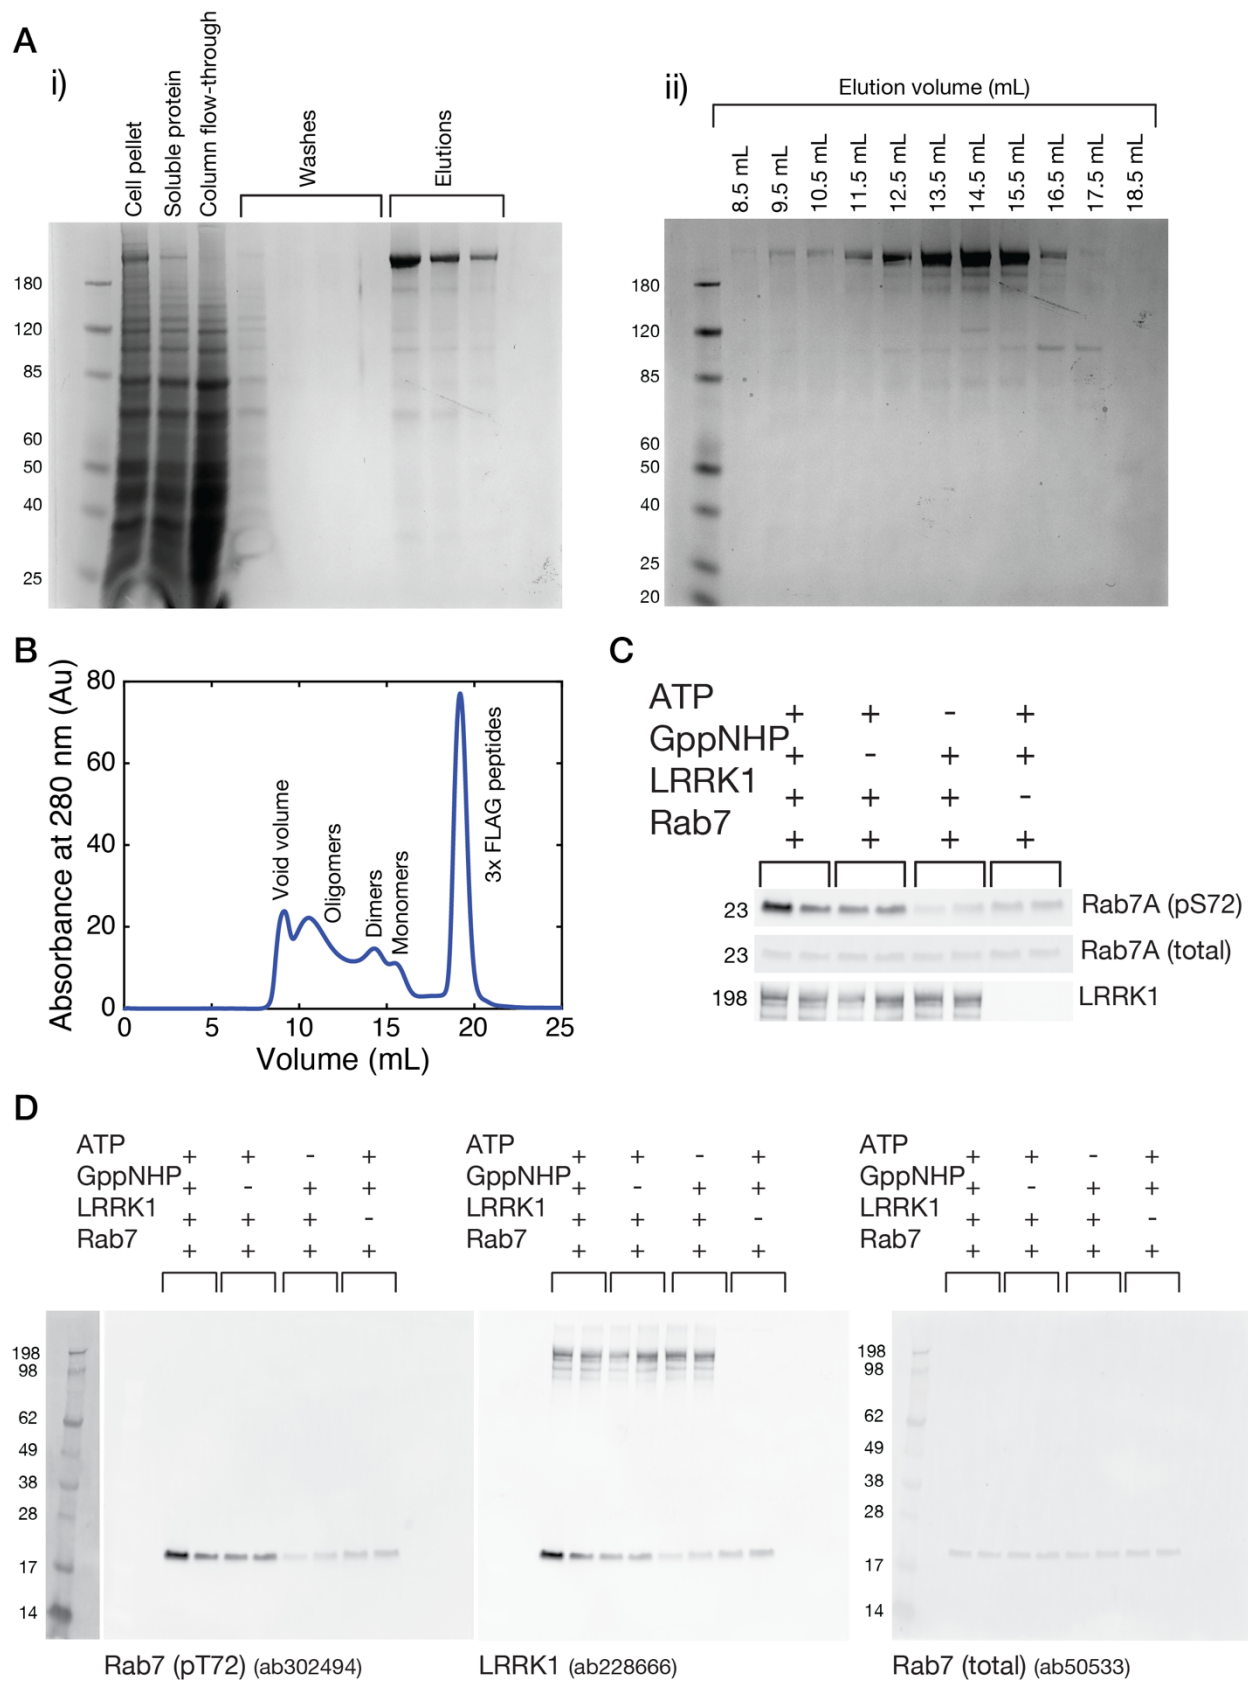 A
i)
Cell pellet
Soluble protein
Column flow-through
Washes
Elutions
180
120
85
60
50
40
25
ii)
Elution volume (mL)
8.5 mL
9.5 mL
10.5 mL
11.5 mL
12.5 mL
13.5 mL
14.5 mL
15.5 mL
16.5 mL
17.5 mL
18.5 mL
180
120
85
60
50
40
25
20
B
Absorbance at 280 nm (Au)
80
60
40
20
0
Void volume
Oligomers
Dimers
Monomers
3x FLAG peptides
0 5 10 15 20 25
Volume (mL)
C
ATP + + - +
GppNHP + - + +
LRRK1 + + + -
Rab7 + + + +
23 Rab7A (pS72)
23 Rab7A (total)
198 LRRK1
D
ATP + + - +
GppNHP + - + +
LRRK1 + + + -
Rab7 + + + +
198
98
62
49
38
28
17
14
Rab7 (pT72) (ab302494)
ATP + + - +
GppNHP + - + +
LRRK1 + + + -
Rab7 + + + +
LRRK1 (ab228666)
ATP + + - +
GppNHP + - + +
LRRK1 + + + -
Rab7 + + + +
198
98
62
49
38
28
17
14
Rab7 (total) (ab50533)